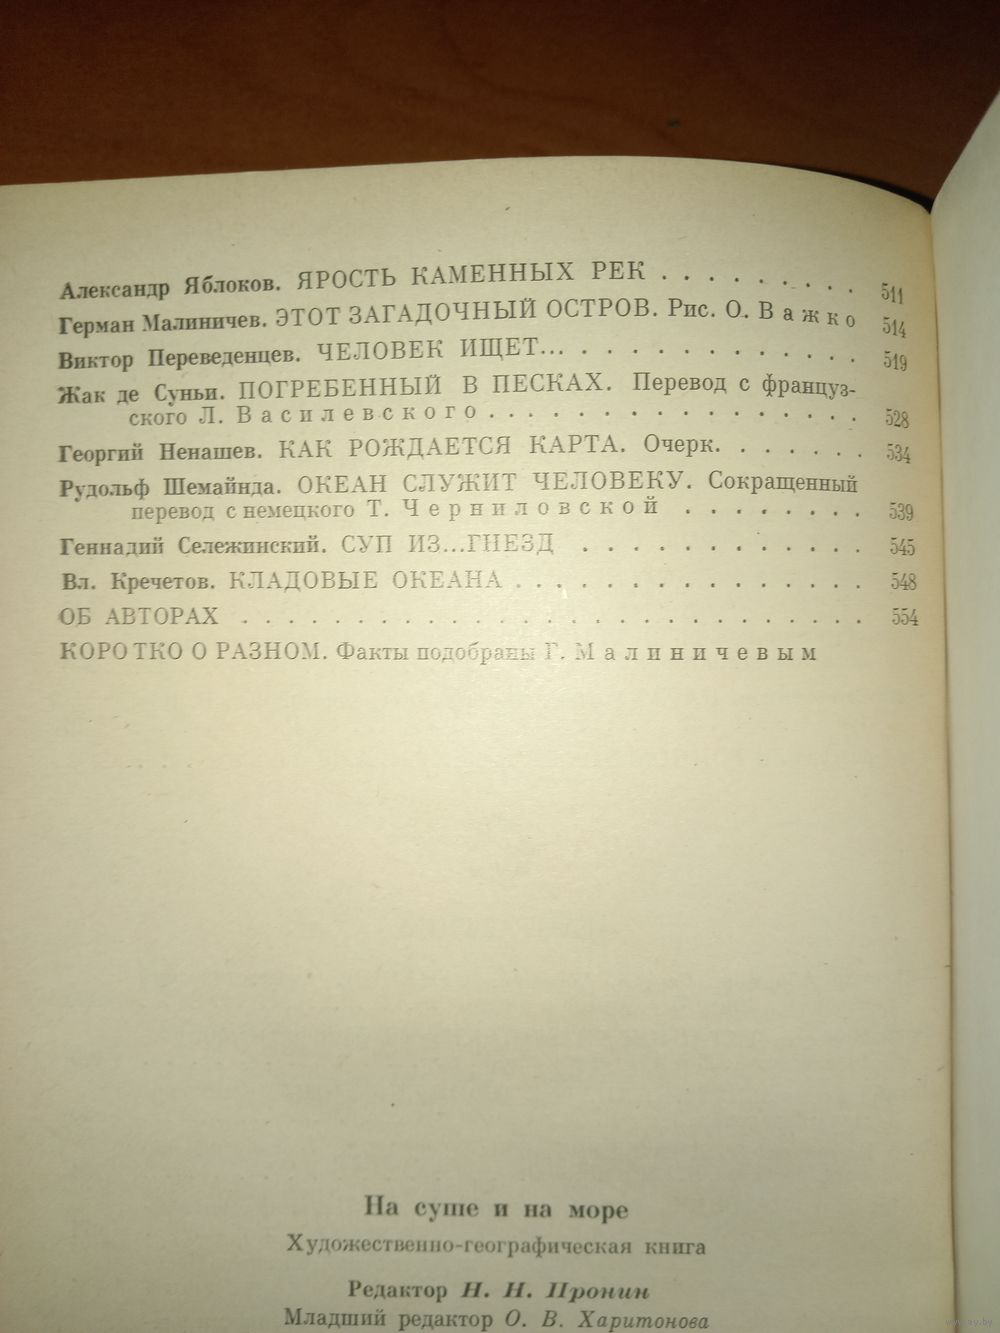 Александр Яблоков. ЯРОСТЬ КАМЕННЫХ РЕК . . . . . . . . . 511
Герман Малиничев. ЭТОТ ЗАГАДОЧНЫЙ ОСТРОВ. Рис. О. Важко 514
Виктор Переведенцев. ЧЕЛОВЕК ИЩЕТ... . . . . . . . . . . . . 519
Жак де Суньи. ПОГРЕБЕННЫЙ В ПЕСКАХ. Перевод с француз-
ского Л. Василевского . . . . . . . . . . . . . . . . 528
Георгий Ненашев. КАК РОЖДАЕТСЯ КАРТА. Очерк. . . . . . . 534
Рудольф Шемайнда. ОКЕАН СЛУЖИТ ЧЕЛОВЕКУ. Сокращенный
перевод с немецкого Т. Черниловской . . . . . . . . 539
Геннадий Сележинский. СУП ИЗ...ГНЕЗД . . . . . . . . . . . 545
Вл. Кречетов. КЛАДОВЫЕ ОКЕАНА . . . . . . . . . . . . . . 548
ОБ АВТОРАХ . . . . . . . . . . . . . . . . . . . . . . . . 554
КОРОТКО О РАЗНОМ. Факты подобраны Г. Малиничевым
На суше и на море
Художественно-географическая книга
Редактор Н. Н. Пронин
Младший редактор О. В. Харитонова